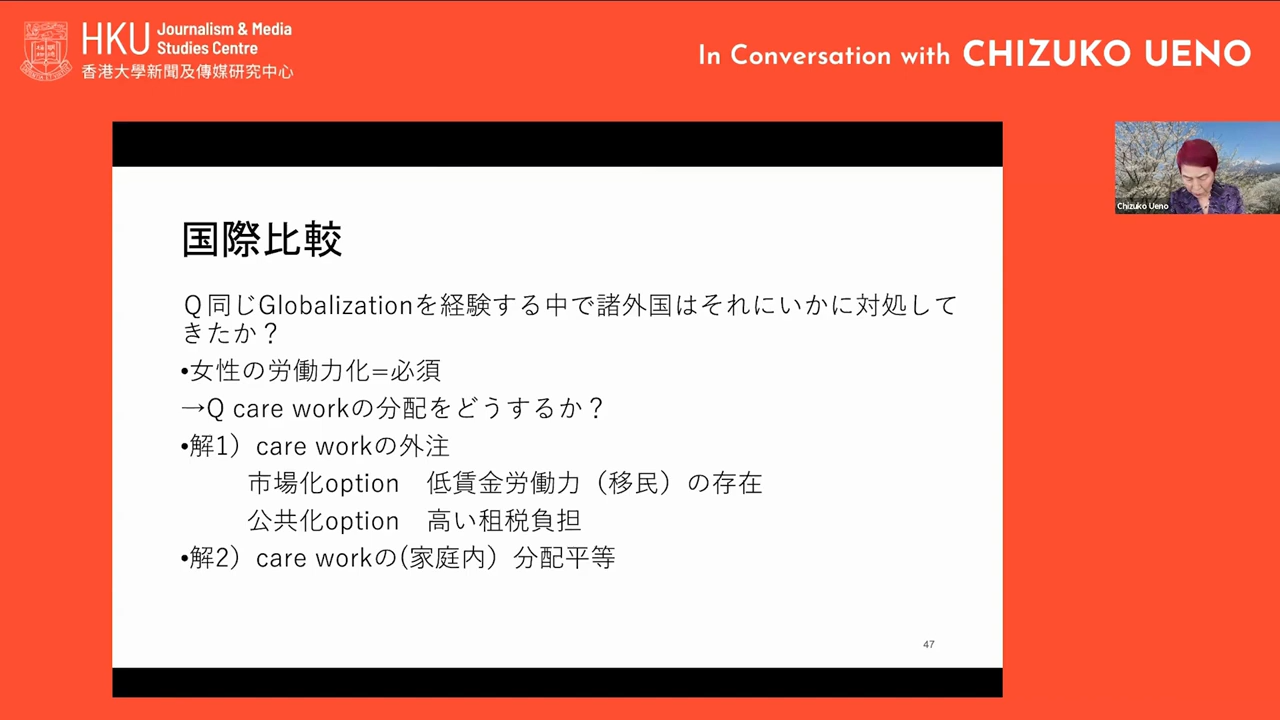 HKU Journalism & Media
Studies Centre
香港大學新聞及傳媒研究中心
In Conversation with CHIZUKO UENO
国際比較
Q同じGlobalizationを経験する中で諸外国はそれにいかに対処して
きたか？
•女性の労働力化=必須
→Q care workの分配をどうするか？
•解1）care workの外注
市場化option　低賃金労働力（移民）の存在
公共化option　高い租税負担
•解2）care workの(家庭内）分配平等
47
Chizuko Ueno